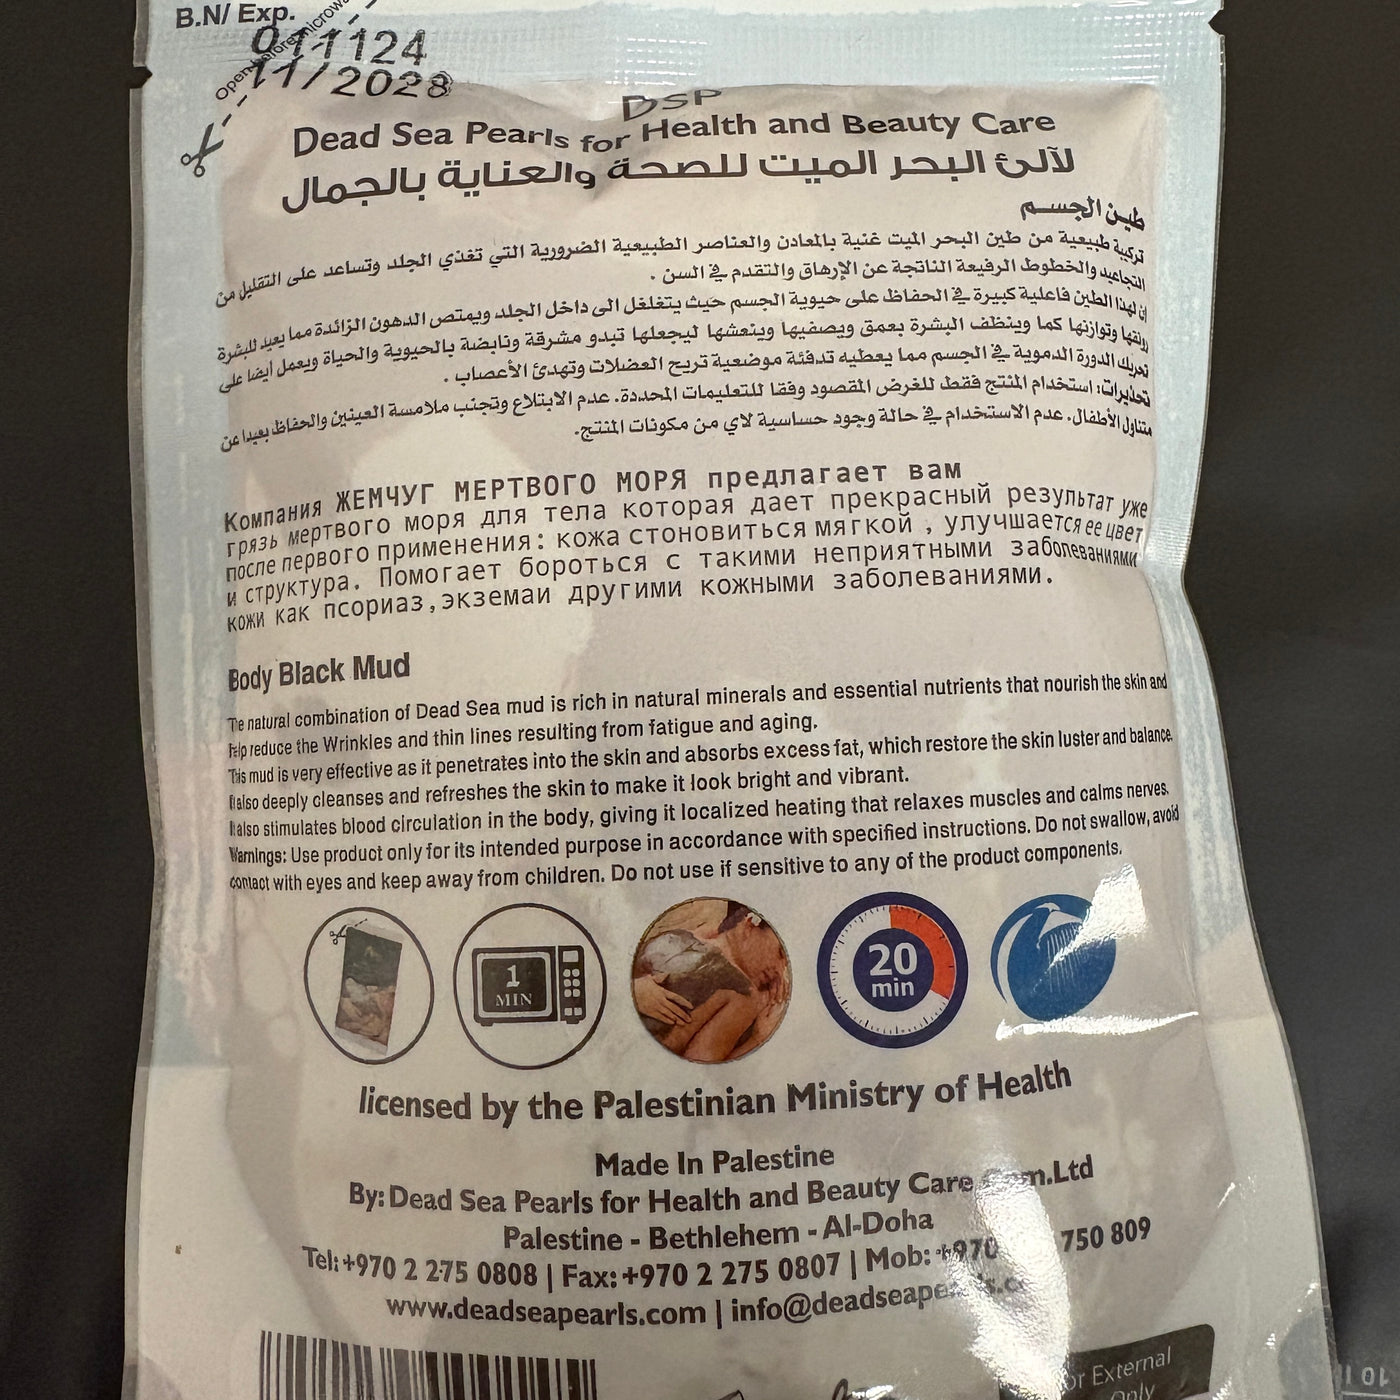 B.N/ Exp.
011124
11/2028
Open before microwave
DSP
Dead Sea Pearls for Health and Beauty Care
لآلئ البحر الميت للصحة والعناية بالجمال
طين الجسم
تركيبة طبيعية من طين البحر الميت غنية بالمعادن والعناصر الطبيعية الضرورية التي تغذي الجلد وتساعد على التقليل من
التجاعيد والخطوط الرفيعة الناتجة عن الإرهاق والتقدم في السن .
إن لهذا الطين فاعلية كبيرة في الحفاظ على حيوية الجسم حيث يتغلغل الى داخل الجلد ويمتص الدهون الزائدة مما يعيد للبشرة
رونقها وتوازنها كما وينظف البشرة بعمق ويصفيها وينعشها ليجعلها تبدو مشرقة ونابضة بالحيوية والحياة ويعمل أيضا على
تحريك الدورة الدموية في الجسم مما يعطيه تدفئة موضعية تريح العضلات وتهدئ الأعصاب .
تحذيرات: استخدام المنتج فقط للغرض المقصود وفقا للتعليمات المحددة. عدم الابتلاع وتجنب ملامسة العينين والحفاظ بعيدا عن
متناول الأطفال. عدم الاستخدام في حالة وجود حساسية لاي من مكونات المنتج.
Компания ЖЕМЧУГ МЕРТВОГО МОРЯ предлагает вам
грязь мертвого моря для тела которая дает прекрасный результат уже
после первого применения: кожа стоновиться мягкой , улучшается ее цвет
и структура. Помогает бороться с такими неприятными заболеваниями
кожи как псориаз,экземаи другими кожными заболеваниями.
Body Black Mud
The natural combination of Dead Sea mud is rich in natural minerals and essential nutrients that nourish the skin and
help reduce the Wrinkles and thin lines resulting from fatigue and aging.
This mud is very effective as it penetrates into the skin and absorbs excess fat, which restore the skin luster and balance.
It also deeply cleanses and refreshes the skin to make it look bright and vibrant.
It also stimulates blood circulation in the body, giving it localized heating that relaxes muscles and calms nerves.
Warnings: Use product only for its intended purpose in accordance with specified instructions. Do not swallow, avoid
contact with eyes and keep away from children. Do not use if sensitive to any of the product components.
1
MIN
20
min
licensed by the Palestinian Ministry of Health
Made In Palestine
By: Dead Sea Pearls for Health and Beauty Care Com.Ltd
Palestine - Bethlehem - Al-Doha
Tel: +970 2 275 0808 | Fax: +970 2 275 0807 | Mob: +970 750 809
www.deadseapearls.com | info@deadseapearls.com
For External
Only